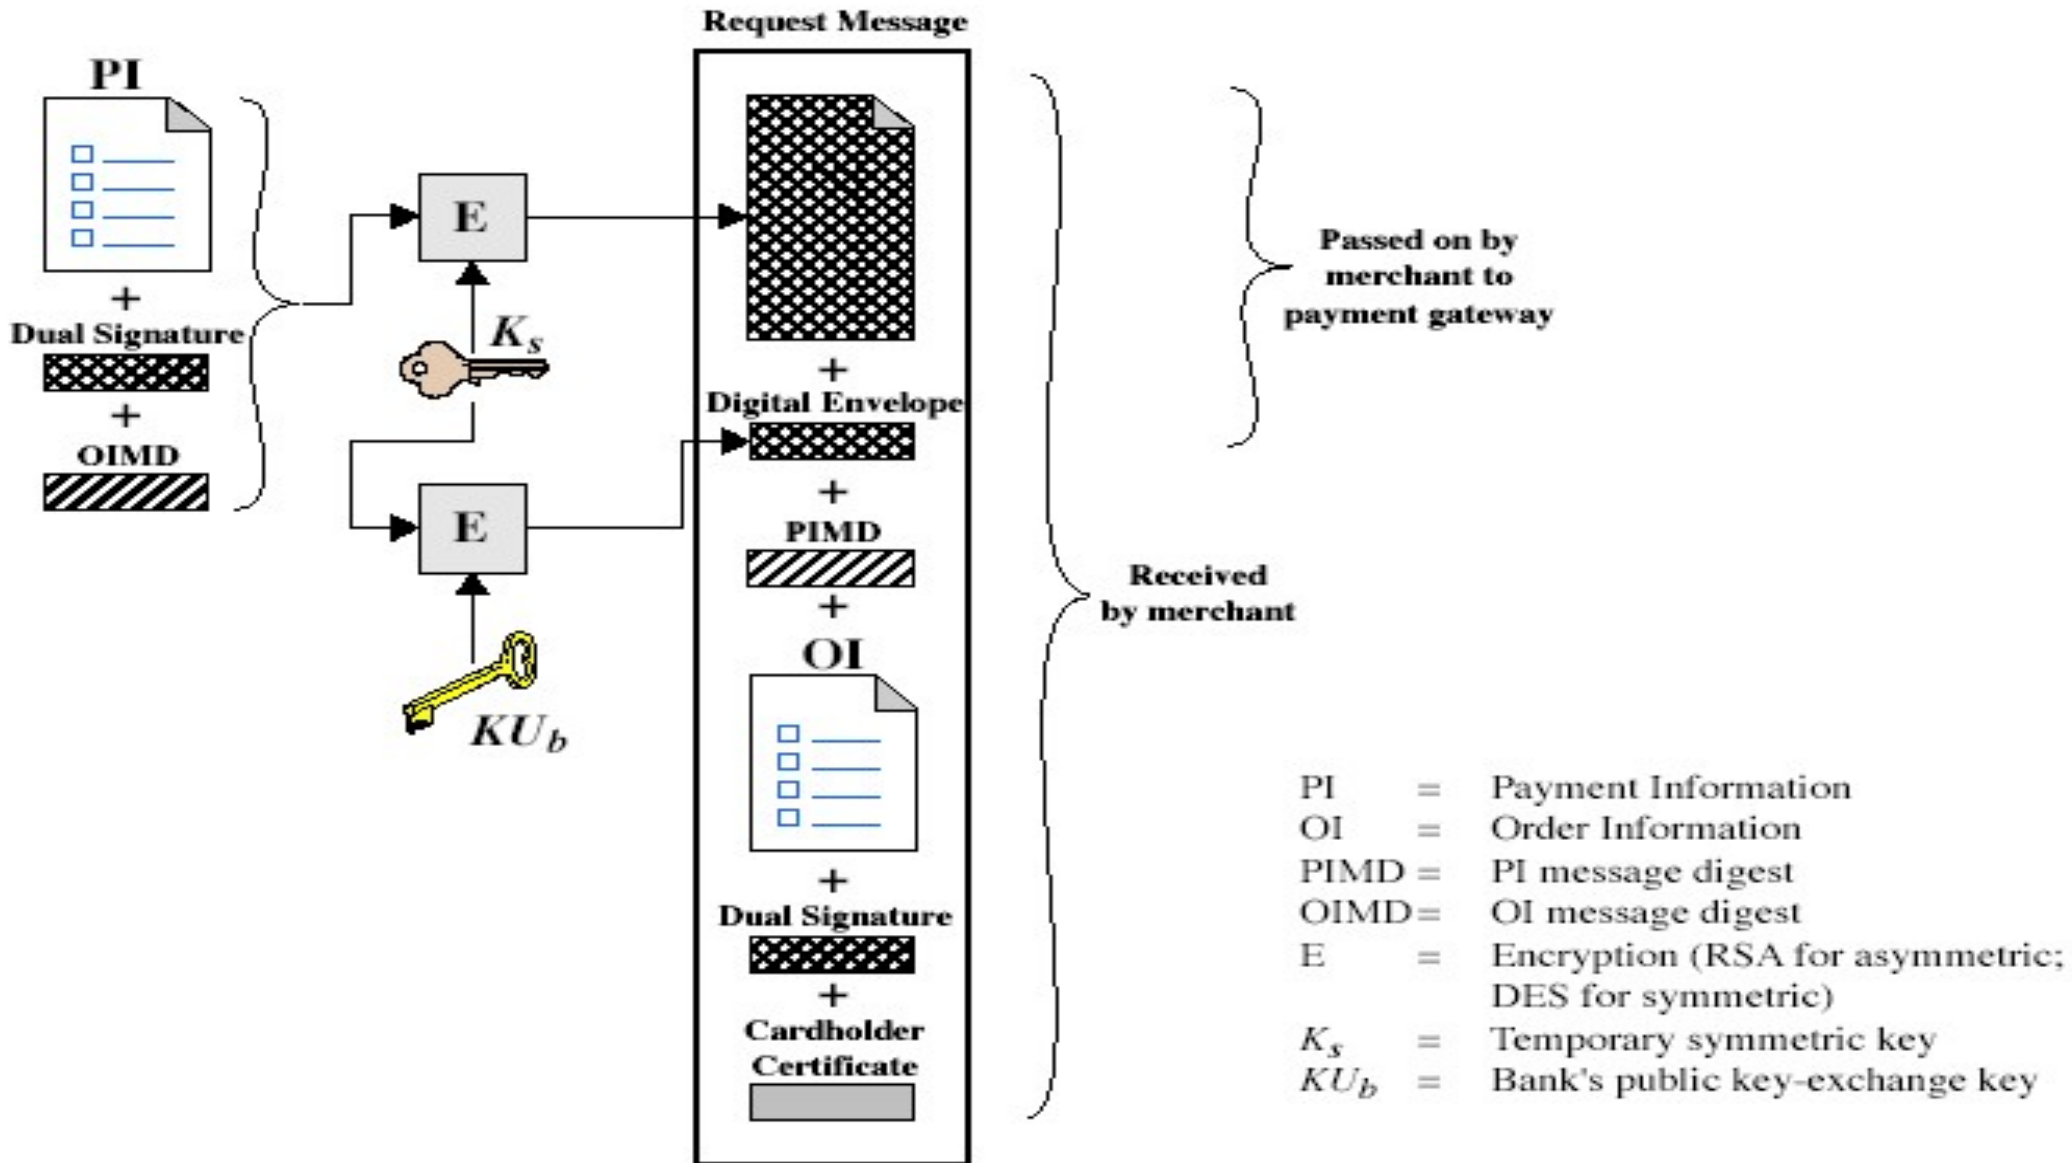 Request Message
PI
+
Dual Signature
+
OIMD
E
Ks
E
KUb
+
Digital Envelope
+
PIMD
+
OI
+
Dual Signature
+
Cardholder
Certificate
Received
by merchant
Passed on by
merchant to
payment gateway
PI = Payment Information
OI = Order Information
PIMD = PI message digest
OIMD = OI message digest
E = Encryption (RSA for asymmetric;
DES for symmetric)
Ks = Temporary symmetric key
KUb = Bank's public key-exchange key